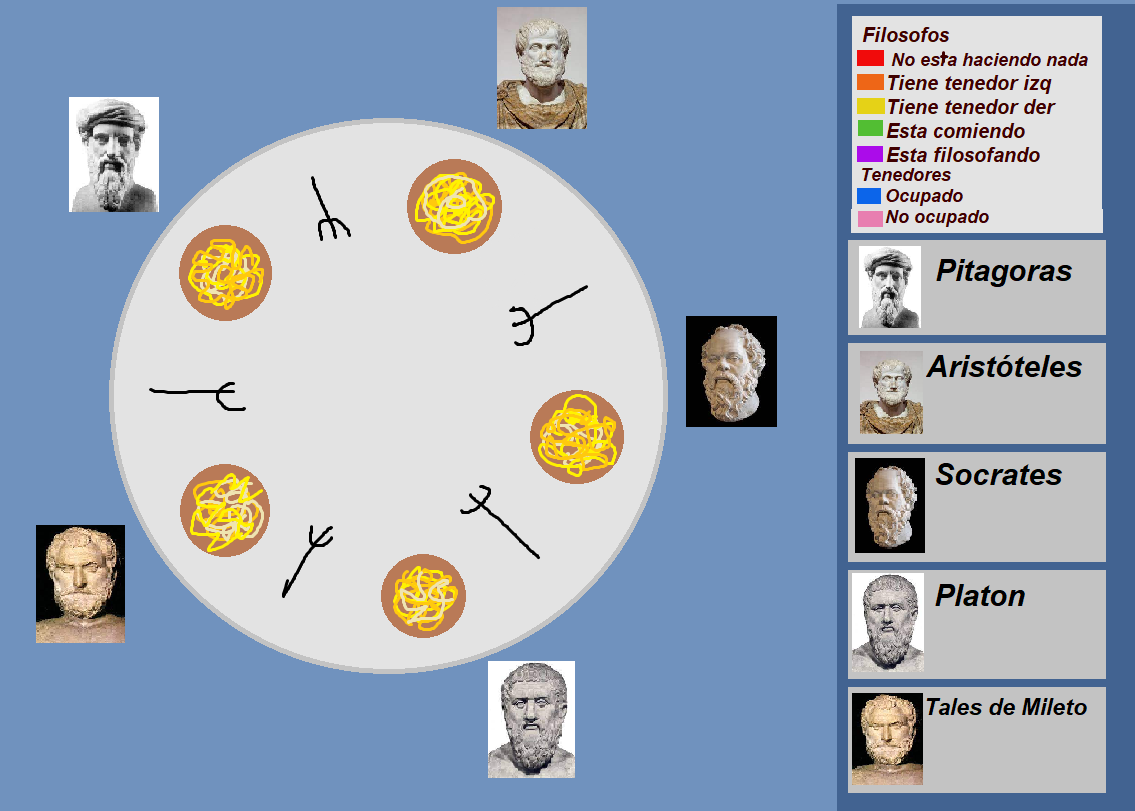 Filosofos
No esta haciendo nada
Tiene tenedor izq
Tiene tenedor der
Esta comiendo
Esta filosofando
Tenedores
Ocupado
No ocupado
Pitagoras
Aristóteles
Socrates
Platon
Tales de Mileto